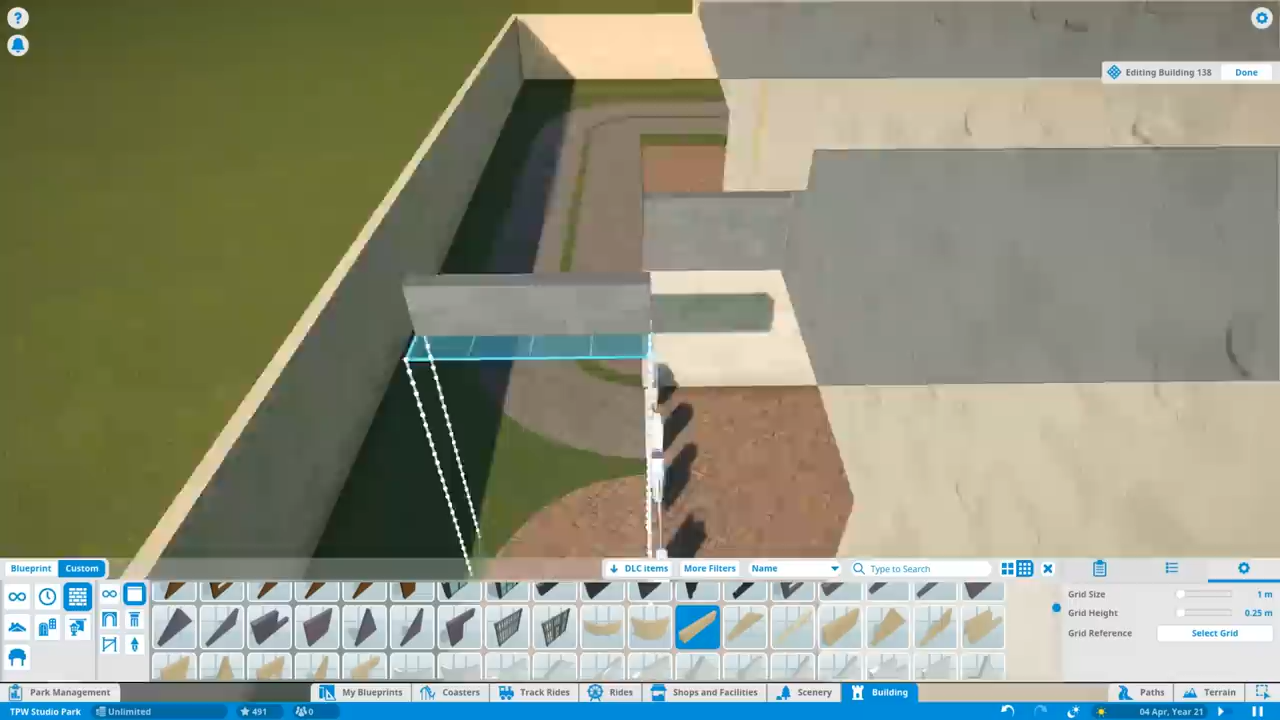 ?
Editing Building 138 Done
Blueprint Custom DLC items More Filters Name Type to Search
Grid Size 1 m
Grid Height 0.25 m
Grid Reference Select Grid
Park Management My Blueprints Coasters Track Rides Rides Shops and Facilities Scenery Building Paths Terrain
TPW Studio Park Unlimited 491 0 04 Apr, Year 21